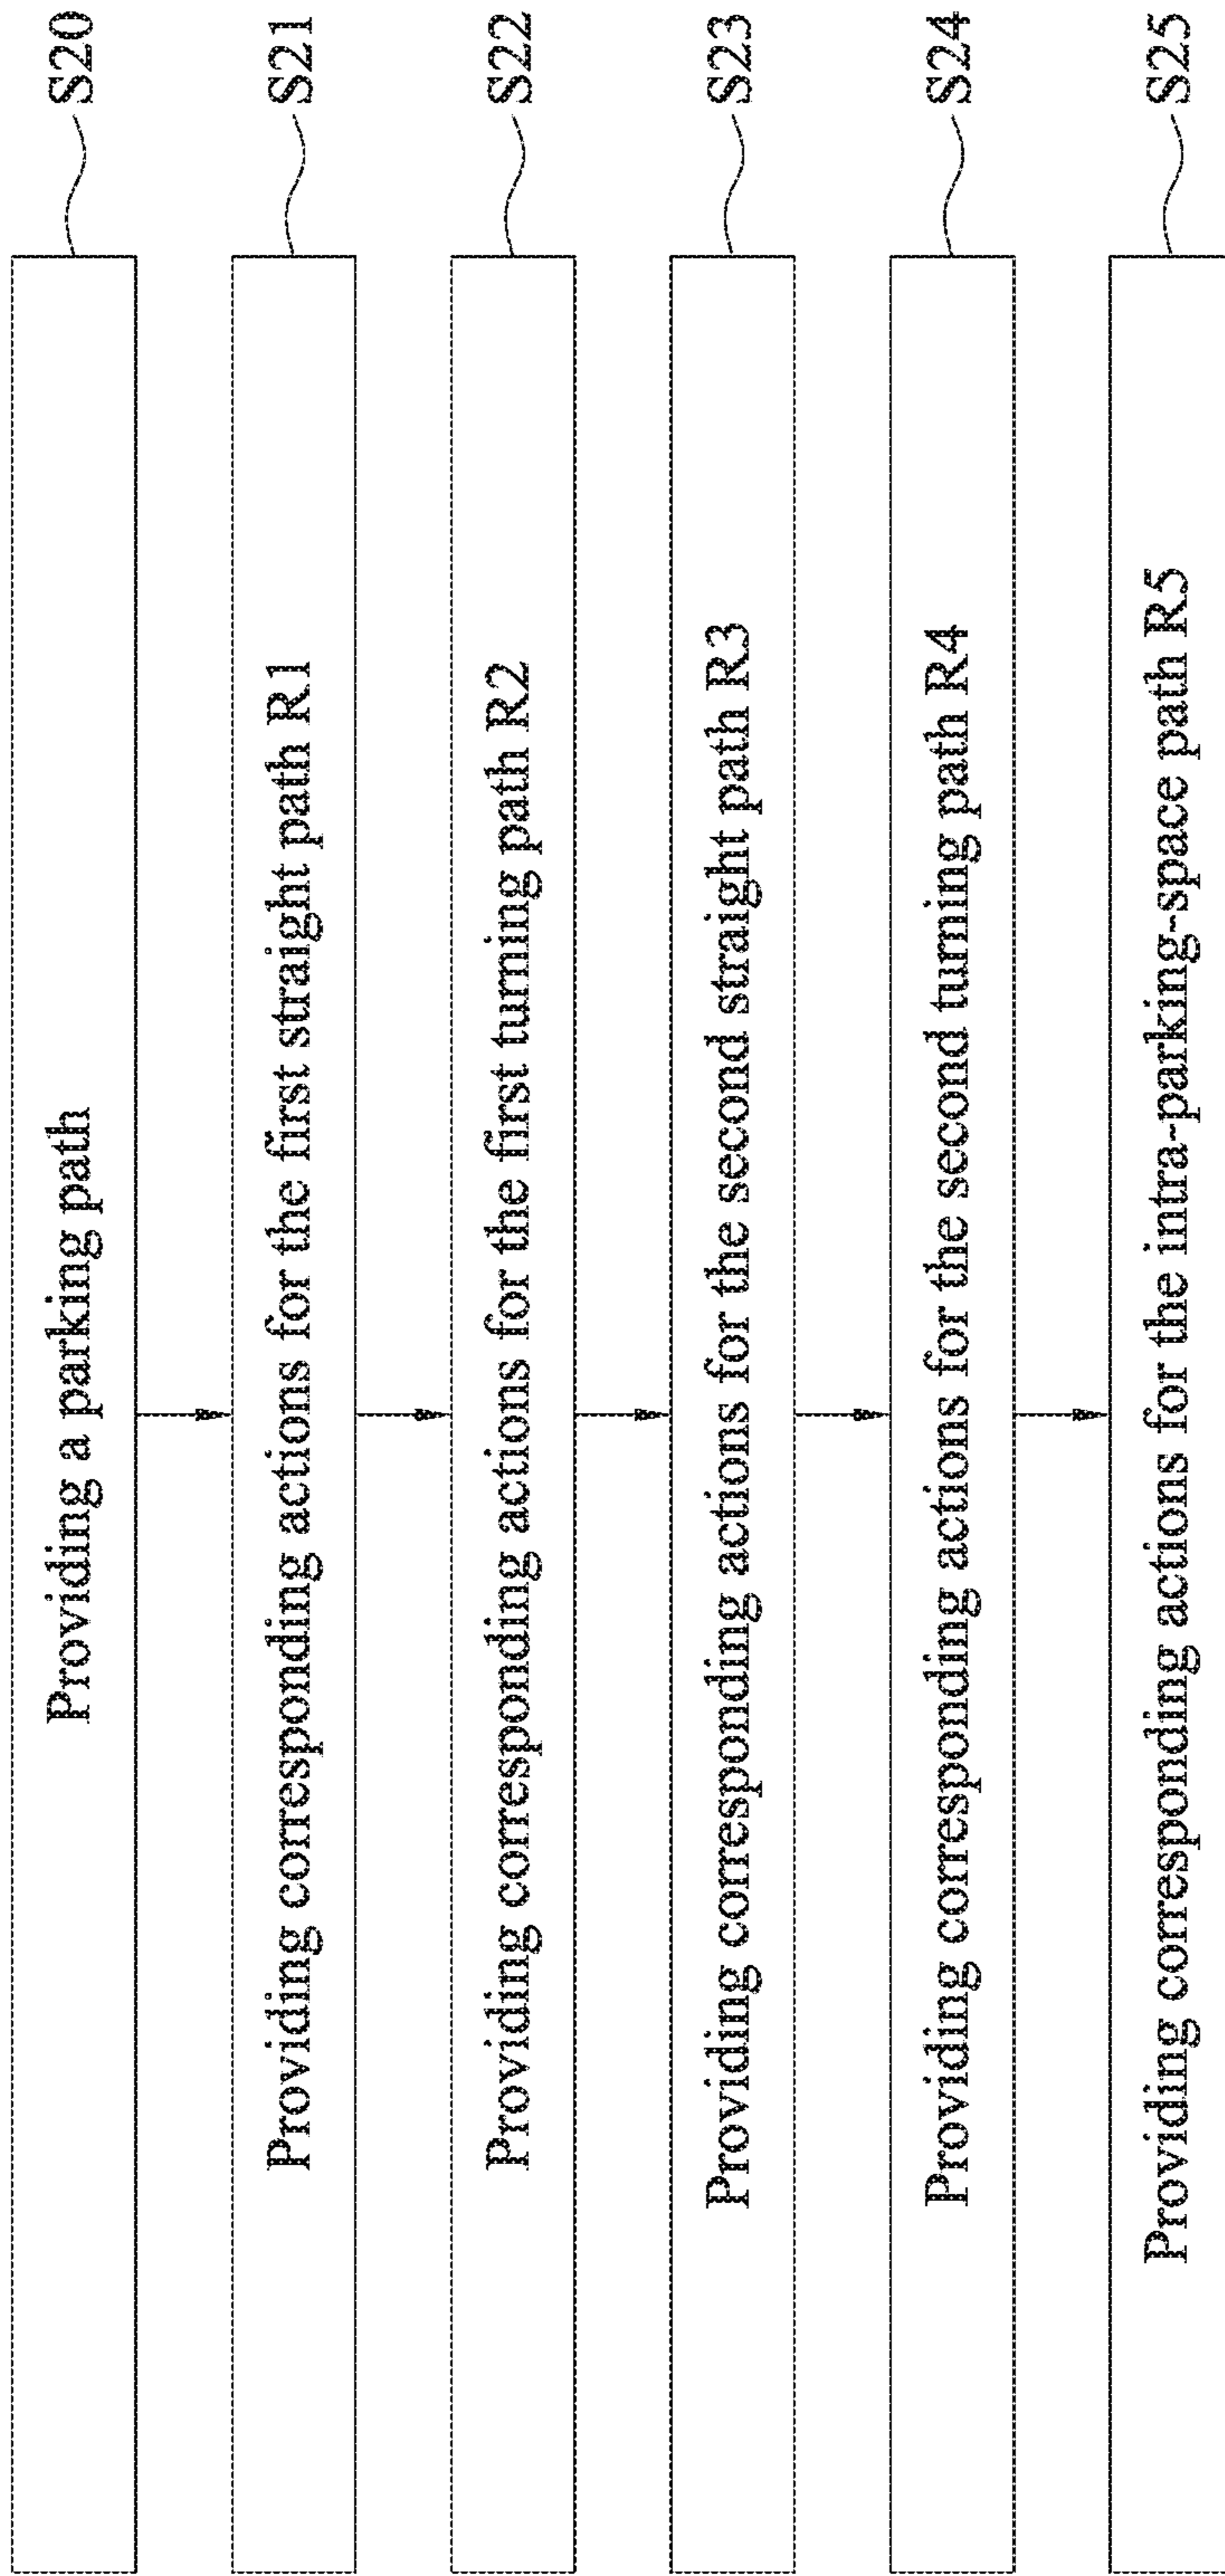 Providing a parking path
S20
Providing corresponding actions for the first straight path R1
S21
Providing corresponding actions for the first turning path R2
S22
Providing corresponding actions for the second straight path R3
S23
Providing corresponding actions for the second turning path R4
S24
Providing corresponding actions for the intra-parking-space path R5
S25